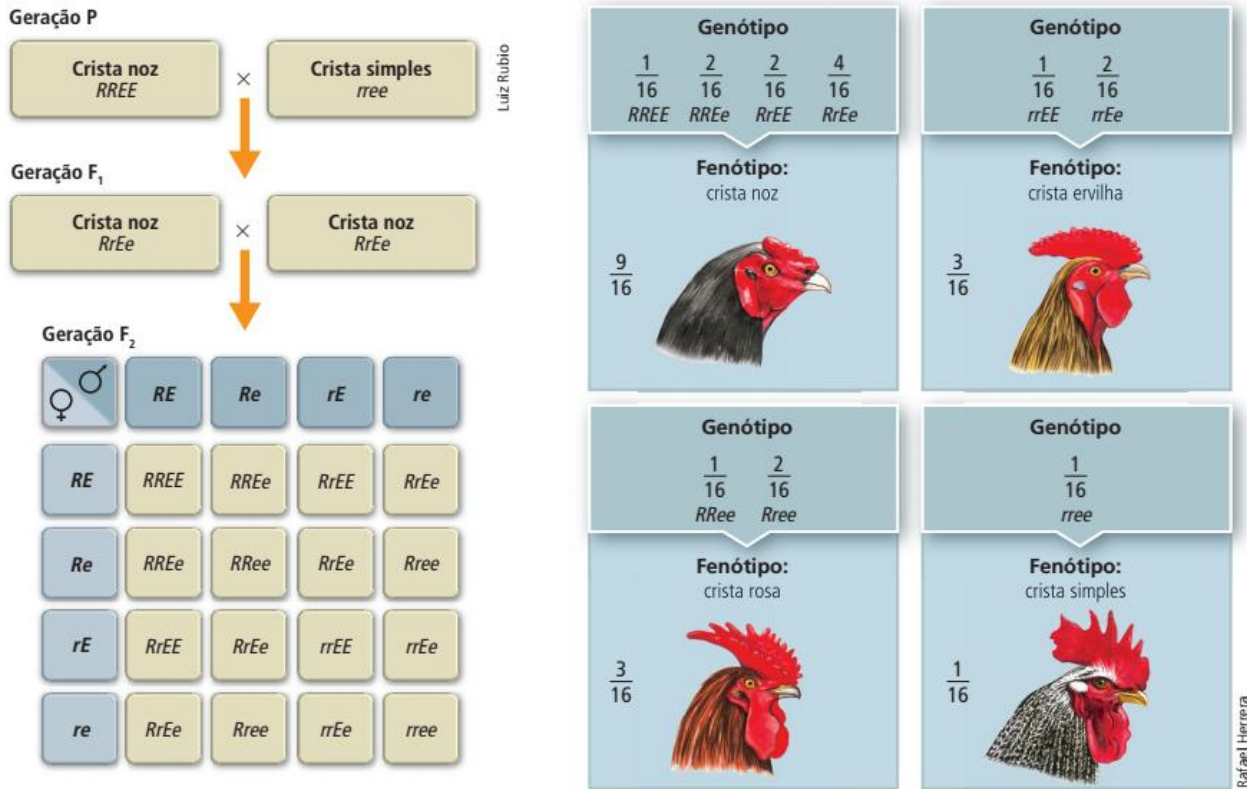 Geração P
Crista noz
RREE
×
Crista simples
rree
Luiz Rubio
Geração F₁
Crista noz
RrEe
×
Crista noz
RrEe
Geração F₂
♀ ♂ RE Re rE re
RE RREE RREe RrEE RrEe
Re RREe RRee RrEe Rree
rE RrEE RrEe rrEE rrEe
re RrEe Rree rrEe rree
Genótipo
1/16 2/16 2/16 4/16
RREE RREe RrEE RrEe
Fenótipo:
crista noz
9/16
Genótipo
1/16 2/16
rrEE rrEe
Fenótipo:
crista ervilha
3/16
Genótipo
1/16 2/16
RRee Rree
Fenótipo:
crista rosa
3/16
Genótipo
1/16
rree
Fenótipo:
crista simples
1/16
Rafael Herrera